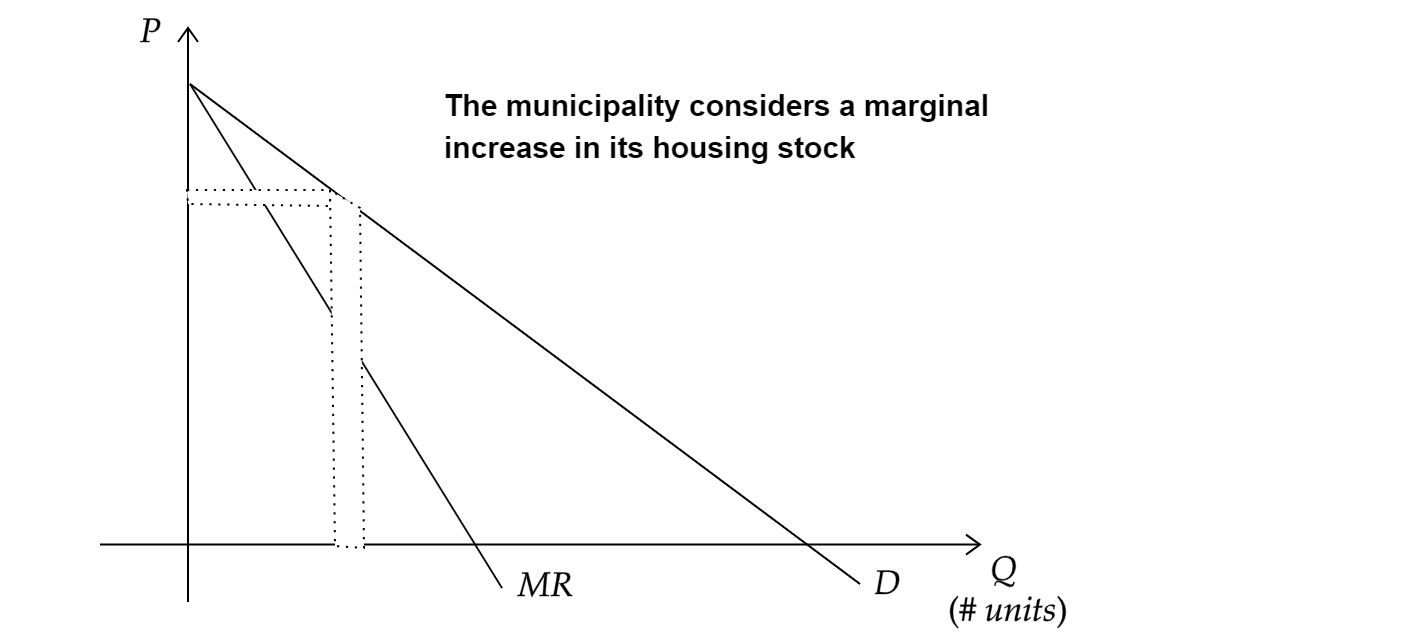 P
The municipality considers a marginal
increase in its housing stock
MR
D
Q
(# units)